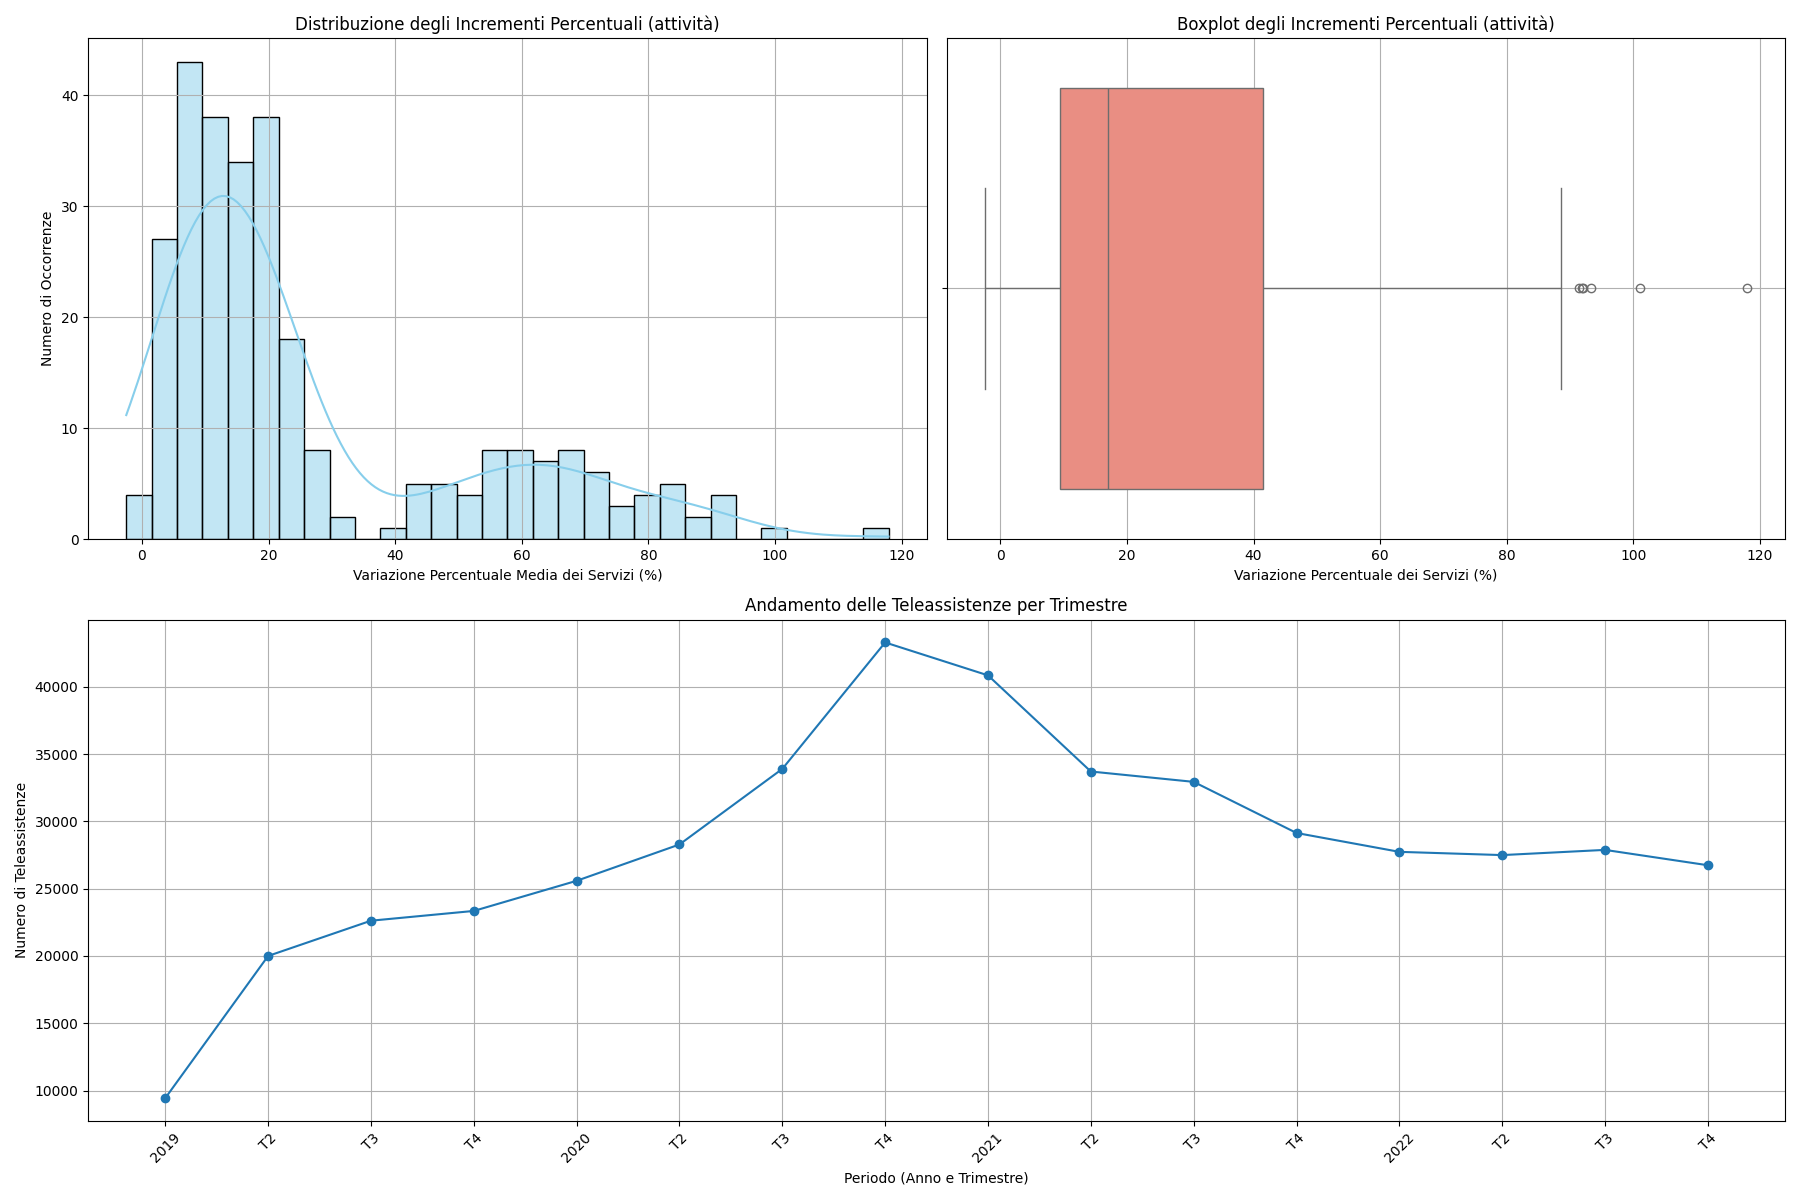 Distribuzione degli Incrementi Percentuali (attività)
Numero di Occorrenze
40
30
20
10
0
0 20 40 60 80 100 120
Variazione Percentuale Media dei Servizi (%)
Boxplot degli Incrementi Percentuali (attività)
0 20 40 60 80 100 120
Variazione Percentuale dei Servizi (%)
Andamento delle Teleassistenze per Trimestre
Numero di Teleassistenze
40000
35000
30000
25000
20000
15000
10000
2019 T2 T3 T4 2020 T2 T3 T4 2021 T2 T3 T4 2022 T2 T3 T4
Periodo (Anno e Trimestre)